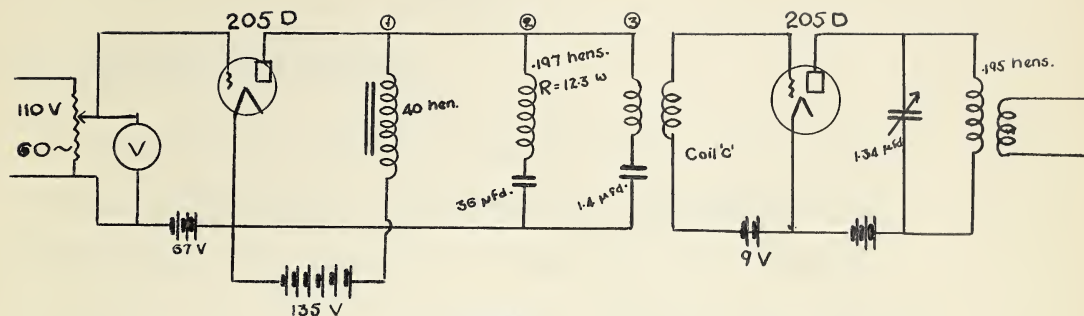 205 D
①
②
③
205 D
.197 hens.
R = 12.3 ω
.195 hens.
110 V
60~
V
40 hen.
Coil 'C'
1.34 μfd.
36 μfd.
1.4 μfd.
67 V
9 V
135 V